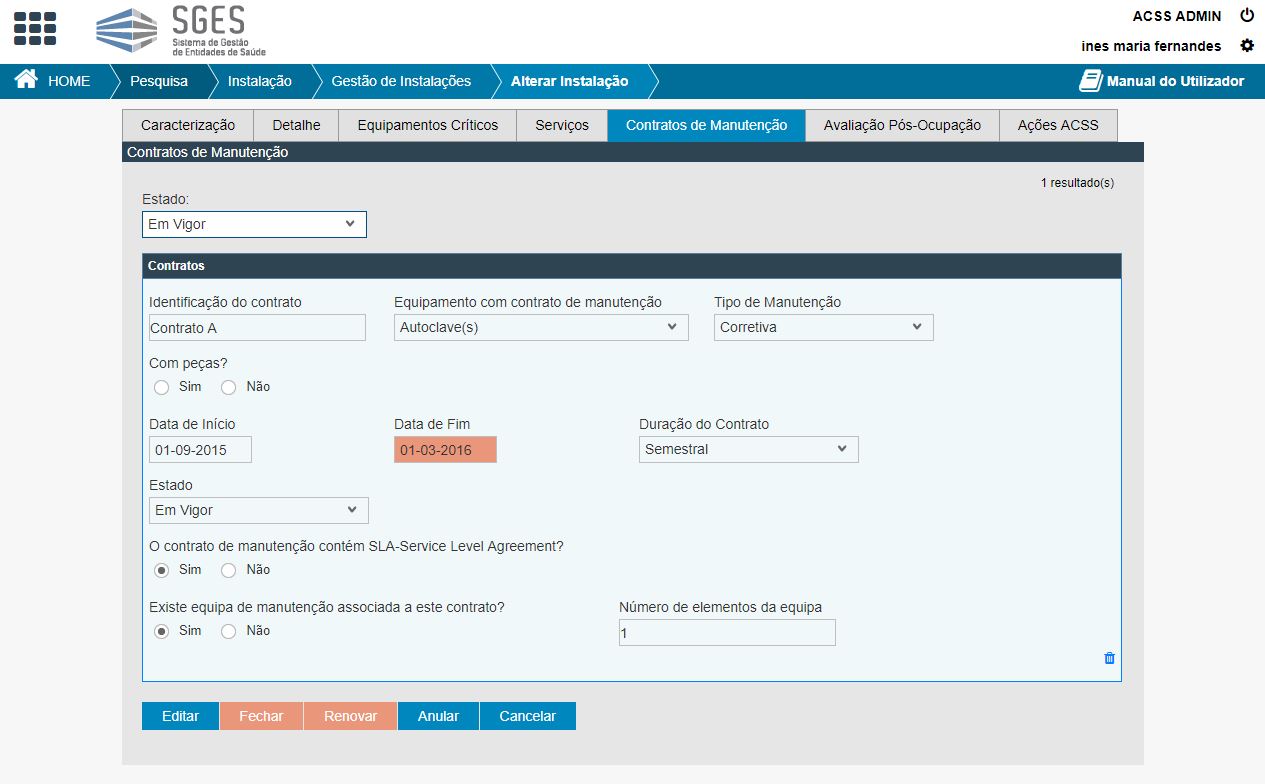 SGES
Sistema de Gestão
de Entidades de Saúde
ACSS ADMIN
ines maria fernandes
HOME Pesquisa Instalação Gestão de Instalações Alterar Instalação Manual do Utilizador
Caracterização Detalhe Equipamentos Críticos Serviços Contratos de Manutenção Avaliação Pós-Ocupação Ações ACSS
Contratos de Manutenção
1 resultado(s)
Estado:
Em Vigor
Contratos
Identificação do contrato Equipamento com contrato de manutenção Tipo de Manutenção
Contrato A Autoclave(s) Corretiva
Com peças?
Sim Não
Data de Início Data de Fim Duração do Contrato
01-09-2015 01-03-2016 Semestral
Estado
Em Vigor
O contrato de manutenção contém SLA-Service Level Agreement?
Sim Não
Existe equipa de manutenção associada a este contrato? Número de elementos da equipa
Sim Não 1
Editar Fechar Renovar Anular Cancelar